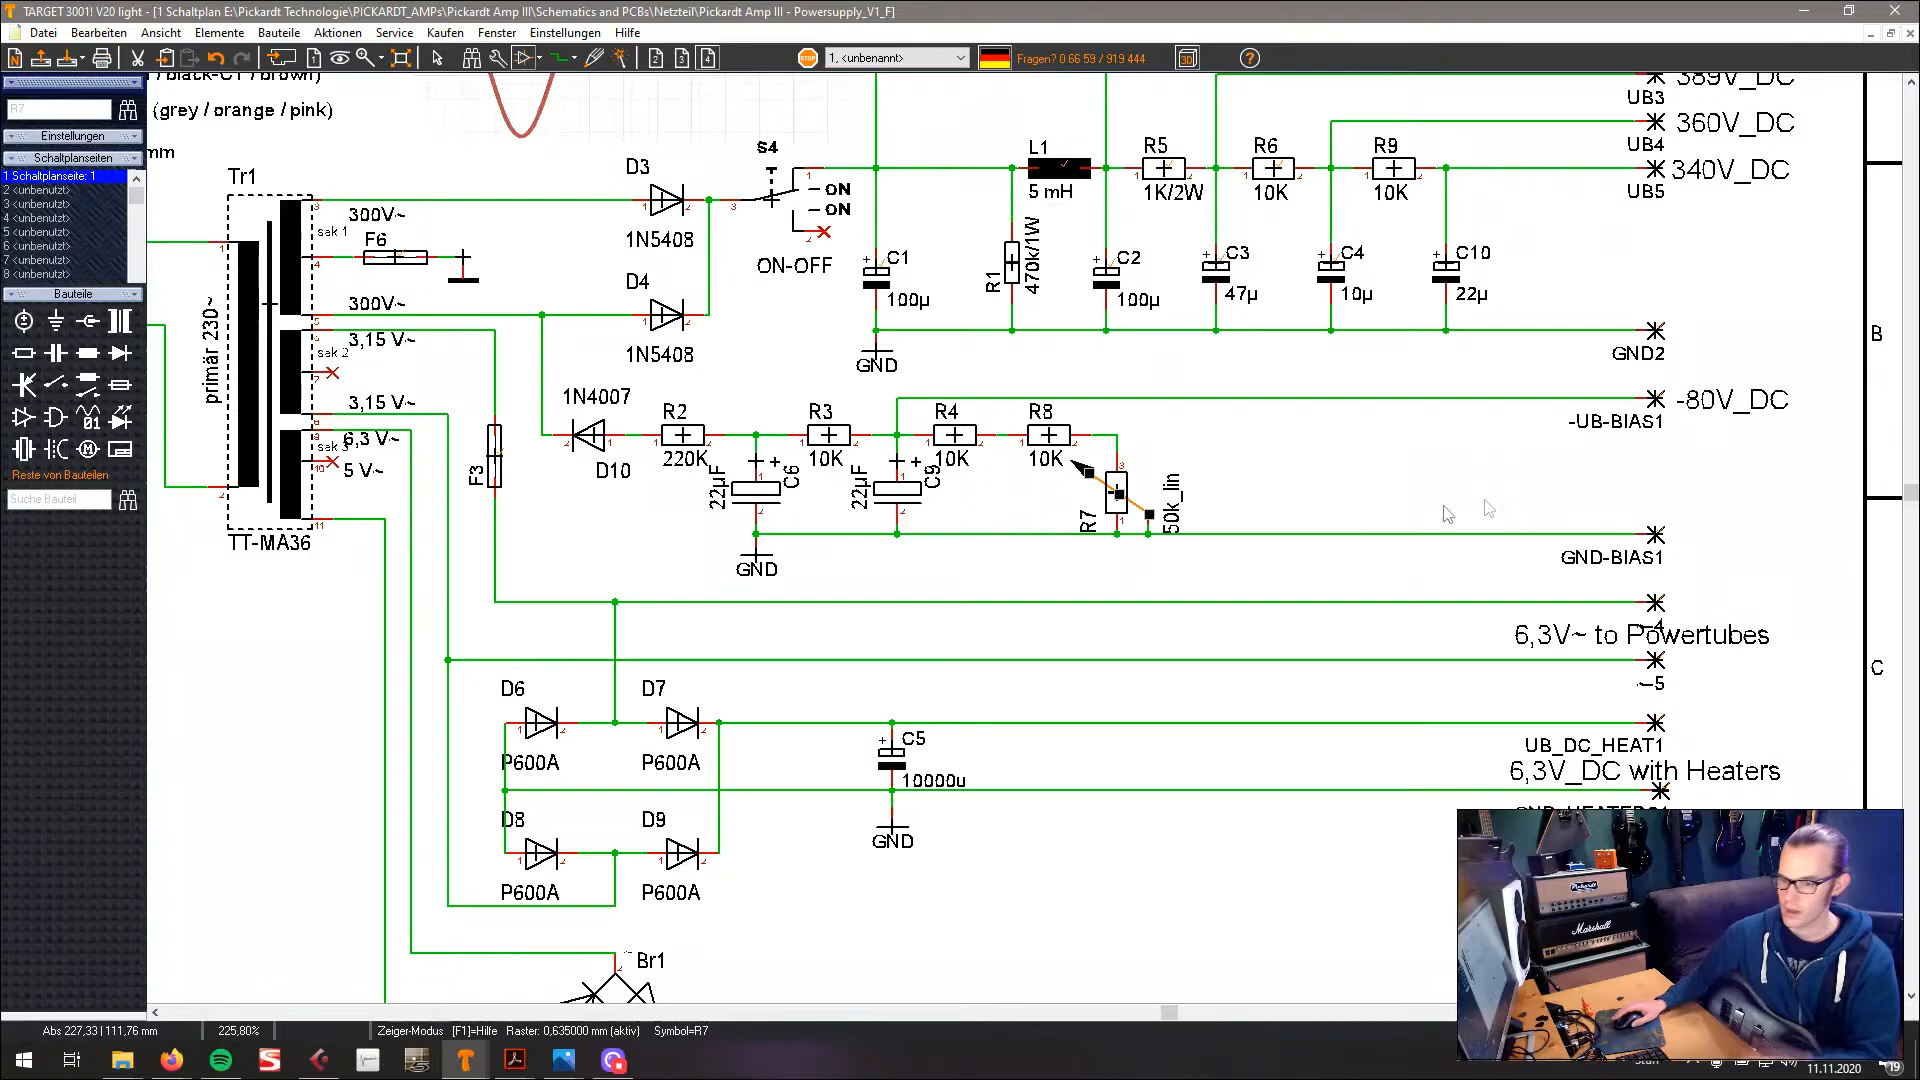 TARGET 3001! V20 light - [1 Schaltplan E:\Pickardt Technologie\PICKARDT_AMPs\Pickardt Amp III\Schematics and PCBs\Netzteil\Pickardt Amp III - Powersupply_V1_F]
Datei Bearbeiten Ansicht Elemente Bauteile Aktionen Service Kaufen Fenster Einstellungen Hilfe
1, <unbenannt>
Fragen? 0 66 59 / 919 444
R7
Einstellungen
Schaltplanseiten
1 Schaltplanseite: 1
2 <unbenutzt>
3 <unbenutzt>
4 <unbenutzt>
5 <unbenutzt>
6 <unbenutzt>
7 <unbenutzt>
8 <unbenutzt>
Bauteile
Reste von Bauteilen
Suche Bauteil
/ black-CT / brown)
(grey / orange / pink)
mm
Tr1
primär 230~
TT-MA36
300V~
sek 1
F6
300V~
3,15 V~
sek 2
3,15 V~
6,3 V~
sek 3
5 V~
F3
D3
1N5408
D4
1N5408
S4
ON
ON
ON-OFF
C1
100µ
R1
470k/1W
L1
5 mH
C2
100µ
R5
1K/2W
C3
47µ
R6
10K
C4
10µ
R9
10K
C10
22µ
GND
389V_DC
UB3
360V_DC
UB4
340V_DC
UB5
GND2
B
1N4007
D10
R2
220K
22µF
C6
R3
10K
22µF
C9
R4
10K
R8
10K
R7
50k_lin
GND
-80V_DC
-UB-BIAS1
GND-BIAS1
~4
6,3V~ to Powertubes
~5
C
D6
P600A
D7
P600A
D8
P600A
D9
P600A
C5
10000u
GND
UB_DC_HEAT1
6,3V_DC with Heaters
Br1
Pickardt
Marshall
Abs 227,33 | 111,76 mm
225,80%
Zeiger-Modus [F1]=Hilfe Raster: 0,635000 mm (aktiv) Symbol=R7
11.11.2020
19